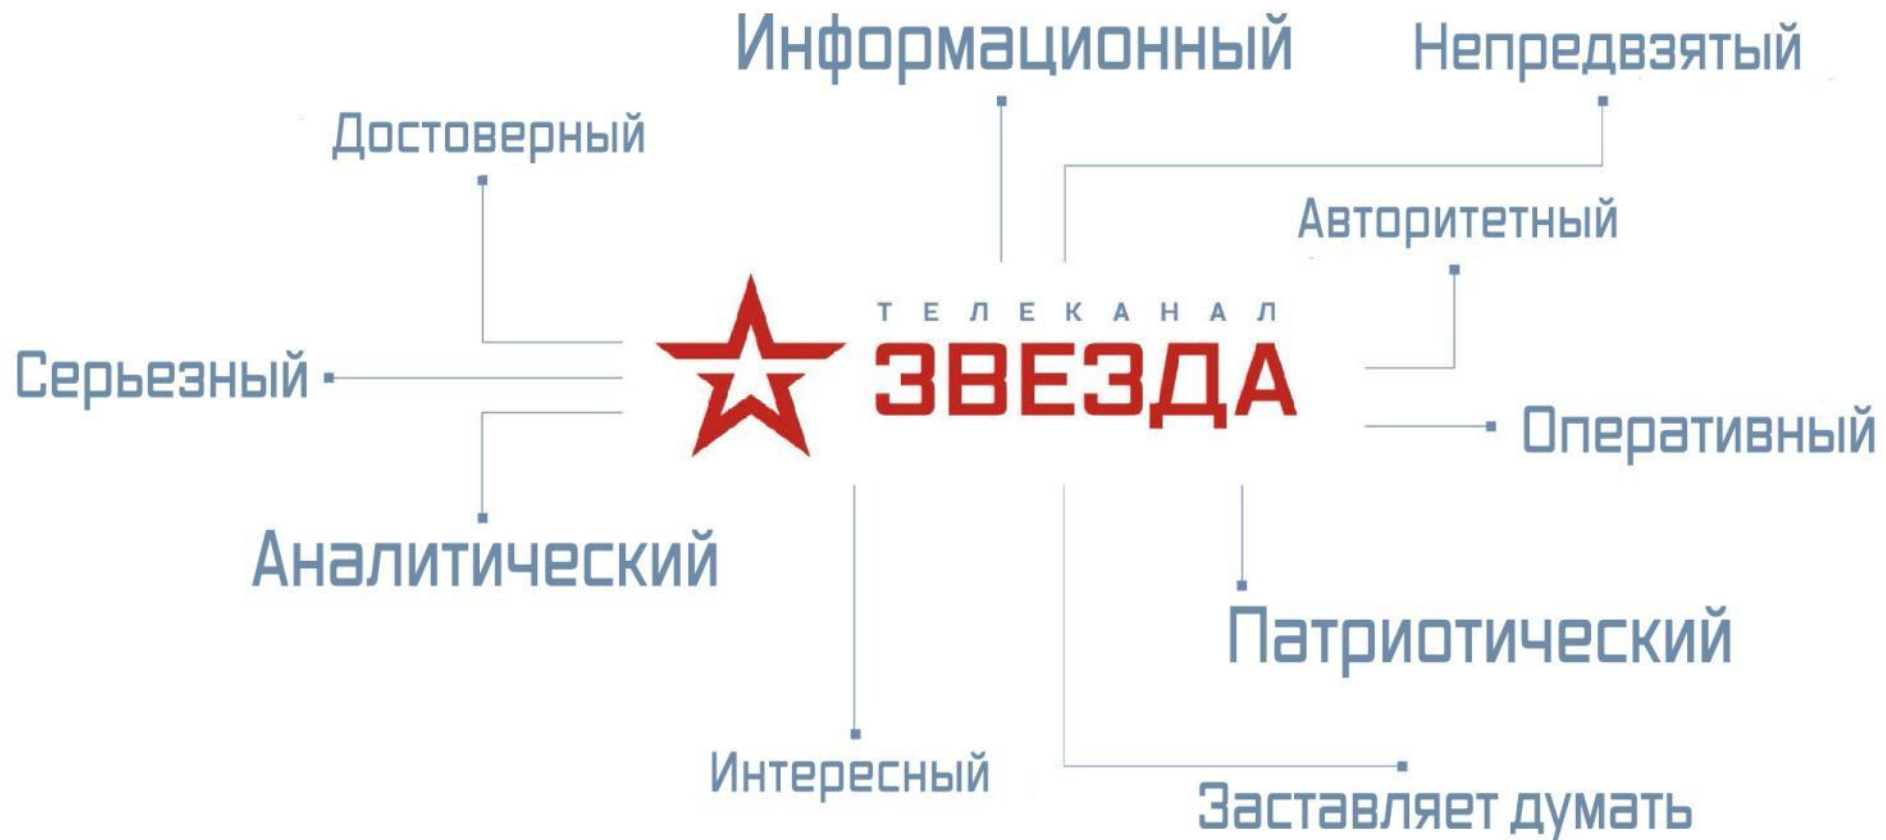 Информационный
Непредвзятый
Достоверный
Авторитетный
ТЕЛЕКАНАЛ
ЗВЕЗДА
Серьезный
Оперативный
Аналитический
Патриотический
Интересный
Заставляет думать